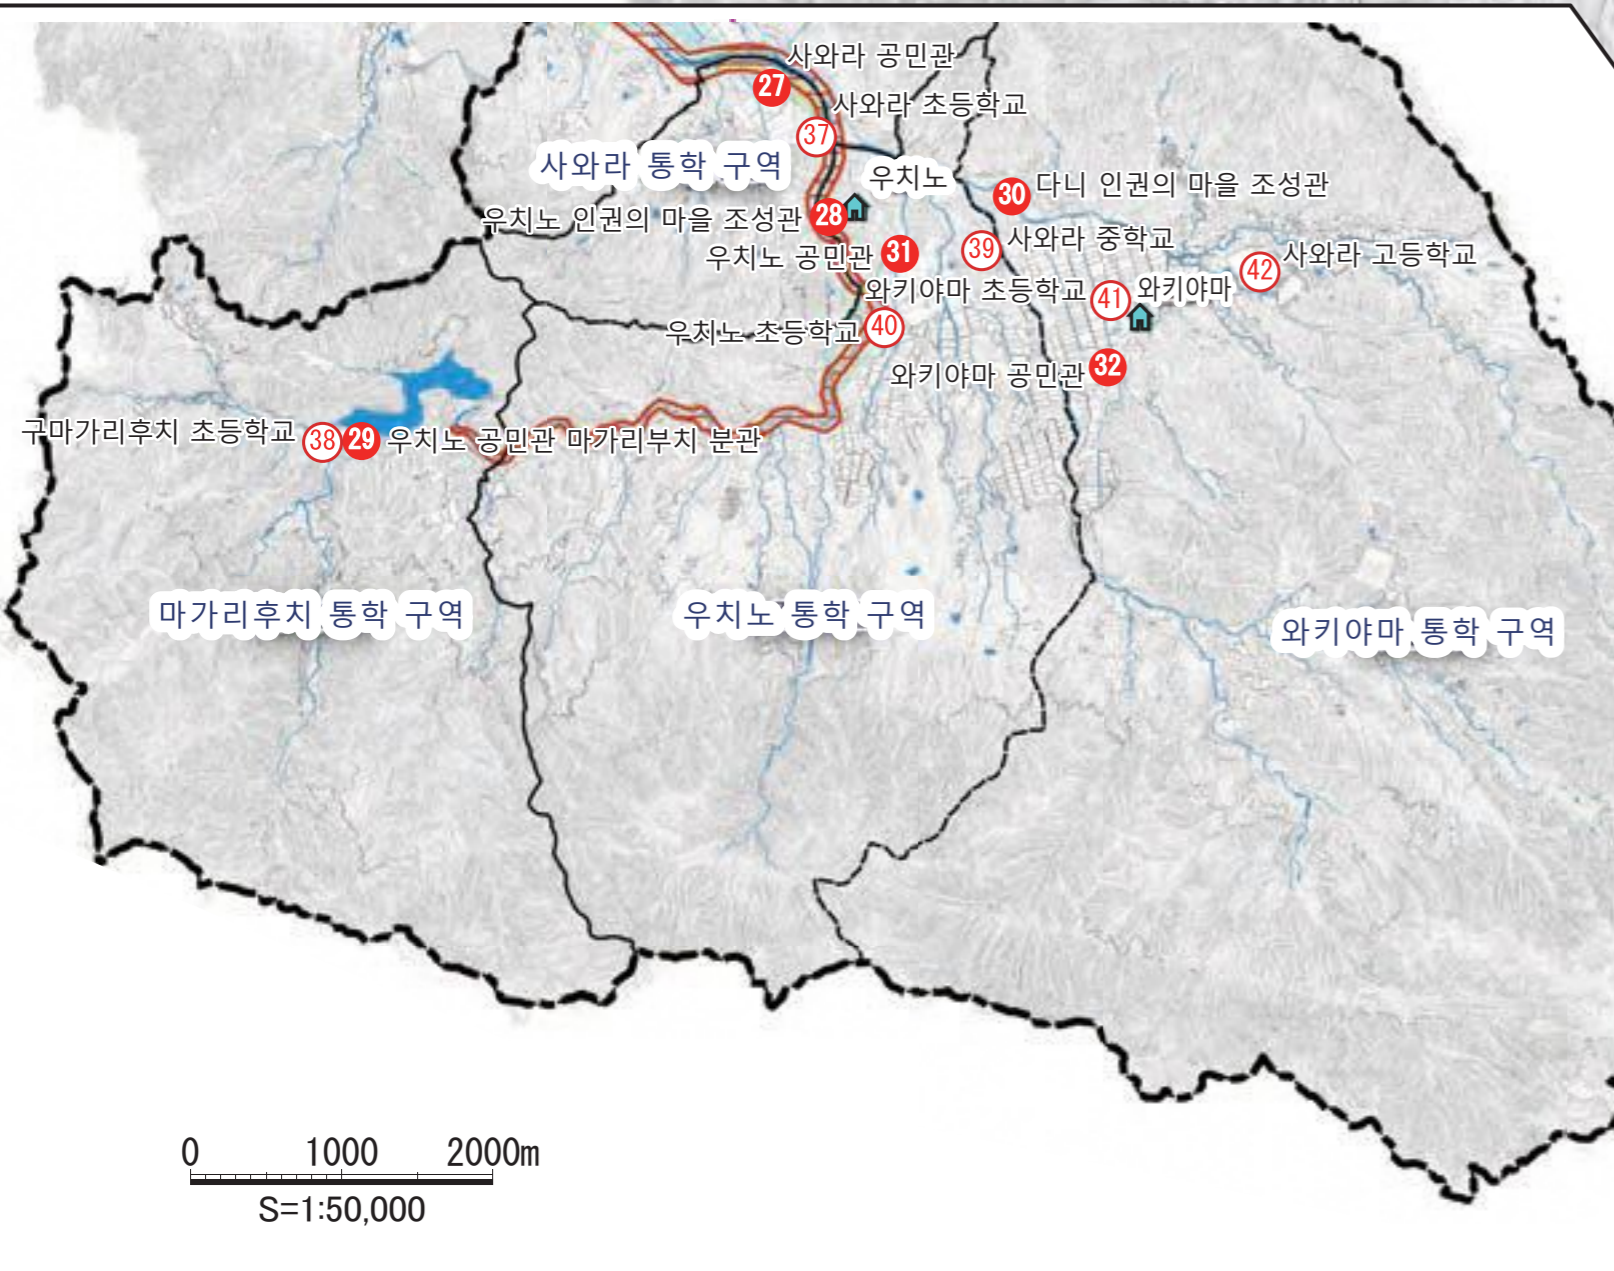 사와라 공민관
27
사와라 초등학교
37
사와라 통학 구역
우치노
30 다니 인권의 마을 조성관
우치노 인권의 마을 조성관 28
우치노 공민관 31
39 사와라 중학교
42 사와라 고등학교
와키야마 초등학교 41 와키야마
우치노 초등학교 40
와키야마 공민관 32
구마가리후치 초등학교 38 29 우치노 공민관 마가리부치 분관
마가리후치 통학 구역
우치노 통학 구역
와키야마 통학 구역
0 1000 2000m
S=1:50,000